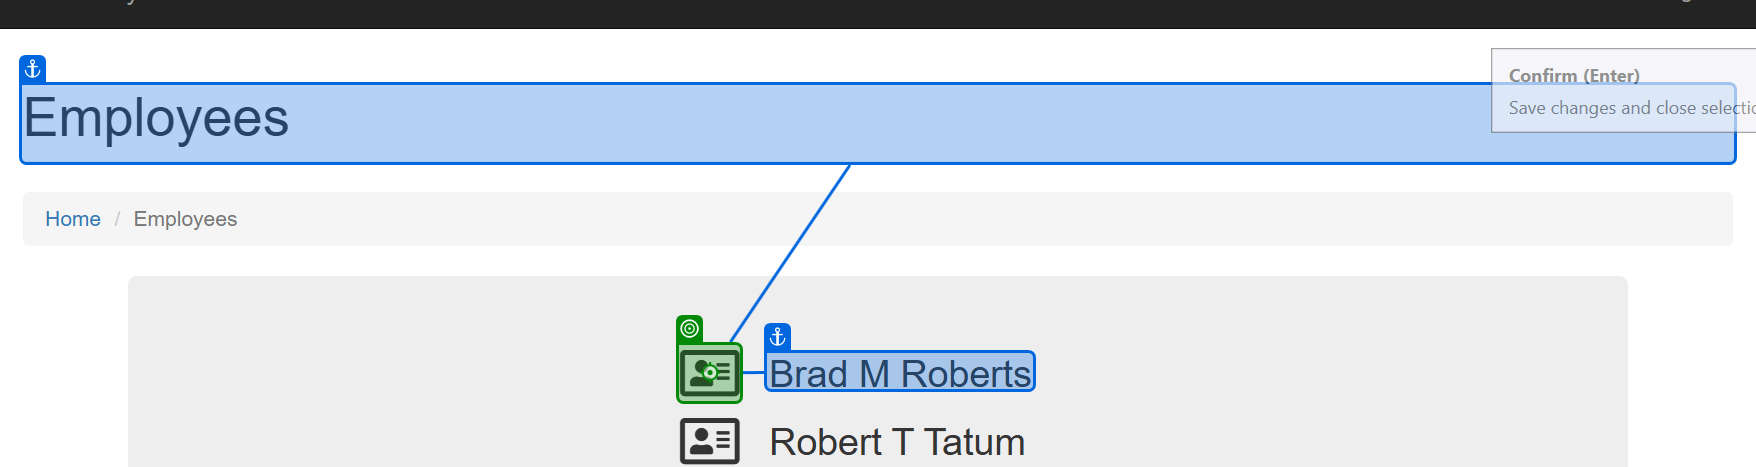 Employees
Confirm (Enter)
Save changes and close selectio
Home / Employees
Brad M Roberts
Robert T Tatum